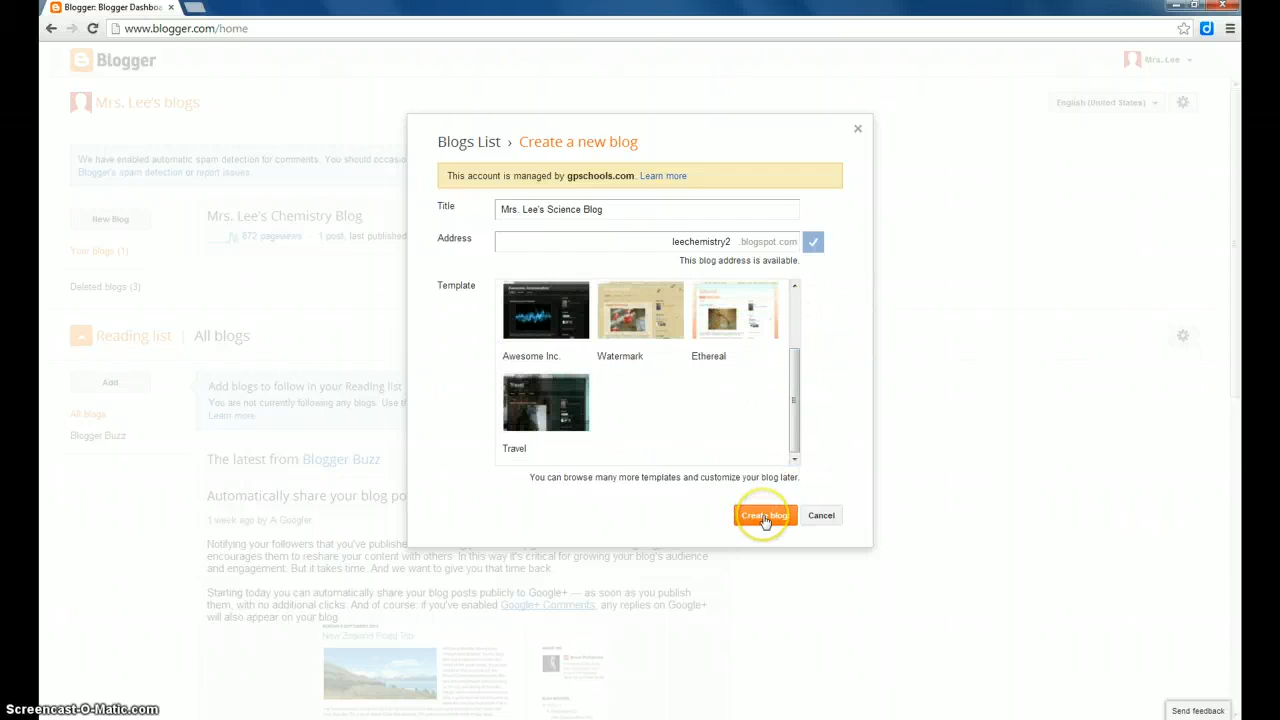 Blogger: Blogger Dashboa
www.blogger.com/home
Blogger
Mrs. Lee
Mrs. Lee's blogs
English (United States)
We have enabled automatic spam detection for comments. You should occasio
Blogger's spam detection or report issues.
New Blog
Mrs. Lee's Chemistry Blog
872 pageviews · 1 post, last published
Your blogs (1)
Deleted blogs (3)
Reading list | All blogs
Add
Add blogs to follow in your Reading list
You are not currently following any blogs. Use th
Learn more
All blogs
Blogger Buzz
The latest from Blogger Buzz
Automatically share your blog po
1 week ago by A Googler
Notifying your followers that you've publishe
encourages them to reshare your content with others. In this way it's critical for growing your blog's audience
and engagement. But it takes time. And we want to give you that time back.
Starting today you can automatically share your blog posts publicly to Google+ — as soon as you publish
them, with no additional clicks. And of course: if you've enabled Google+ Comments, any replies on Google+
will also appear on your blog.
New Zealand Road Trip
Blogs List › Create a new blog
This account is managed by gpschools.com. Learn more
Title
Mrs. Lee's Science Blog
Address
leechemistry2 .blogspot.com
This blog address is available.
Template
Awesome Inc.
Watermark
Ethereal
Travel
You can browse many more templates and customize your blog later.
Create blog!
Cancel
Send feedback
Screencast-O-Matic.com